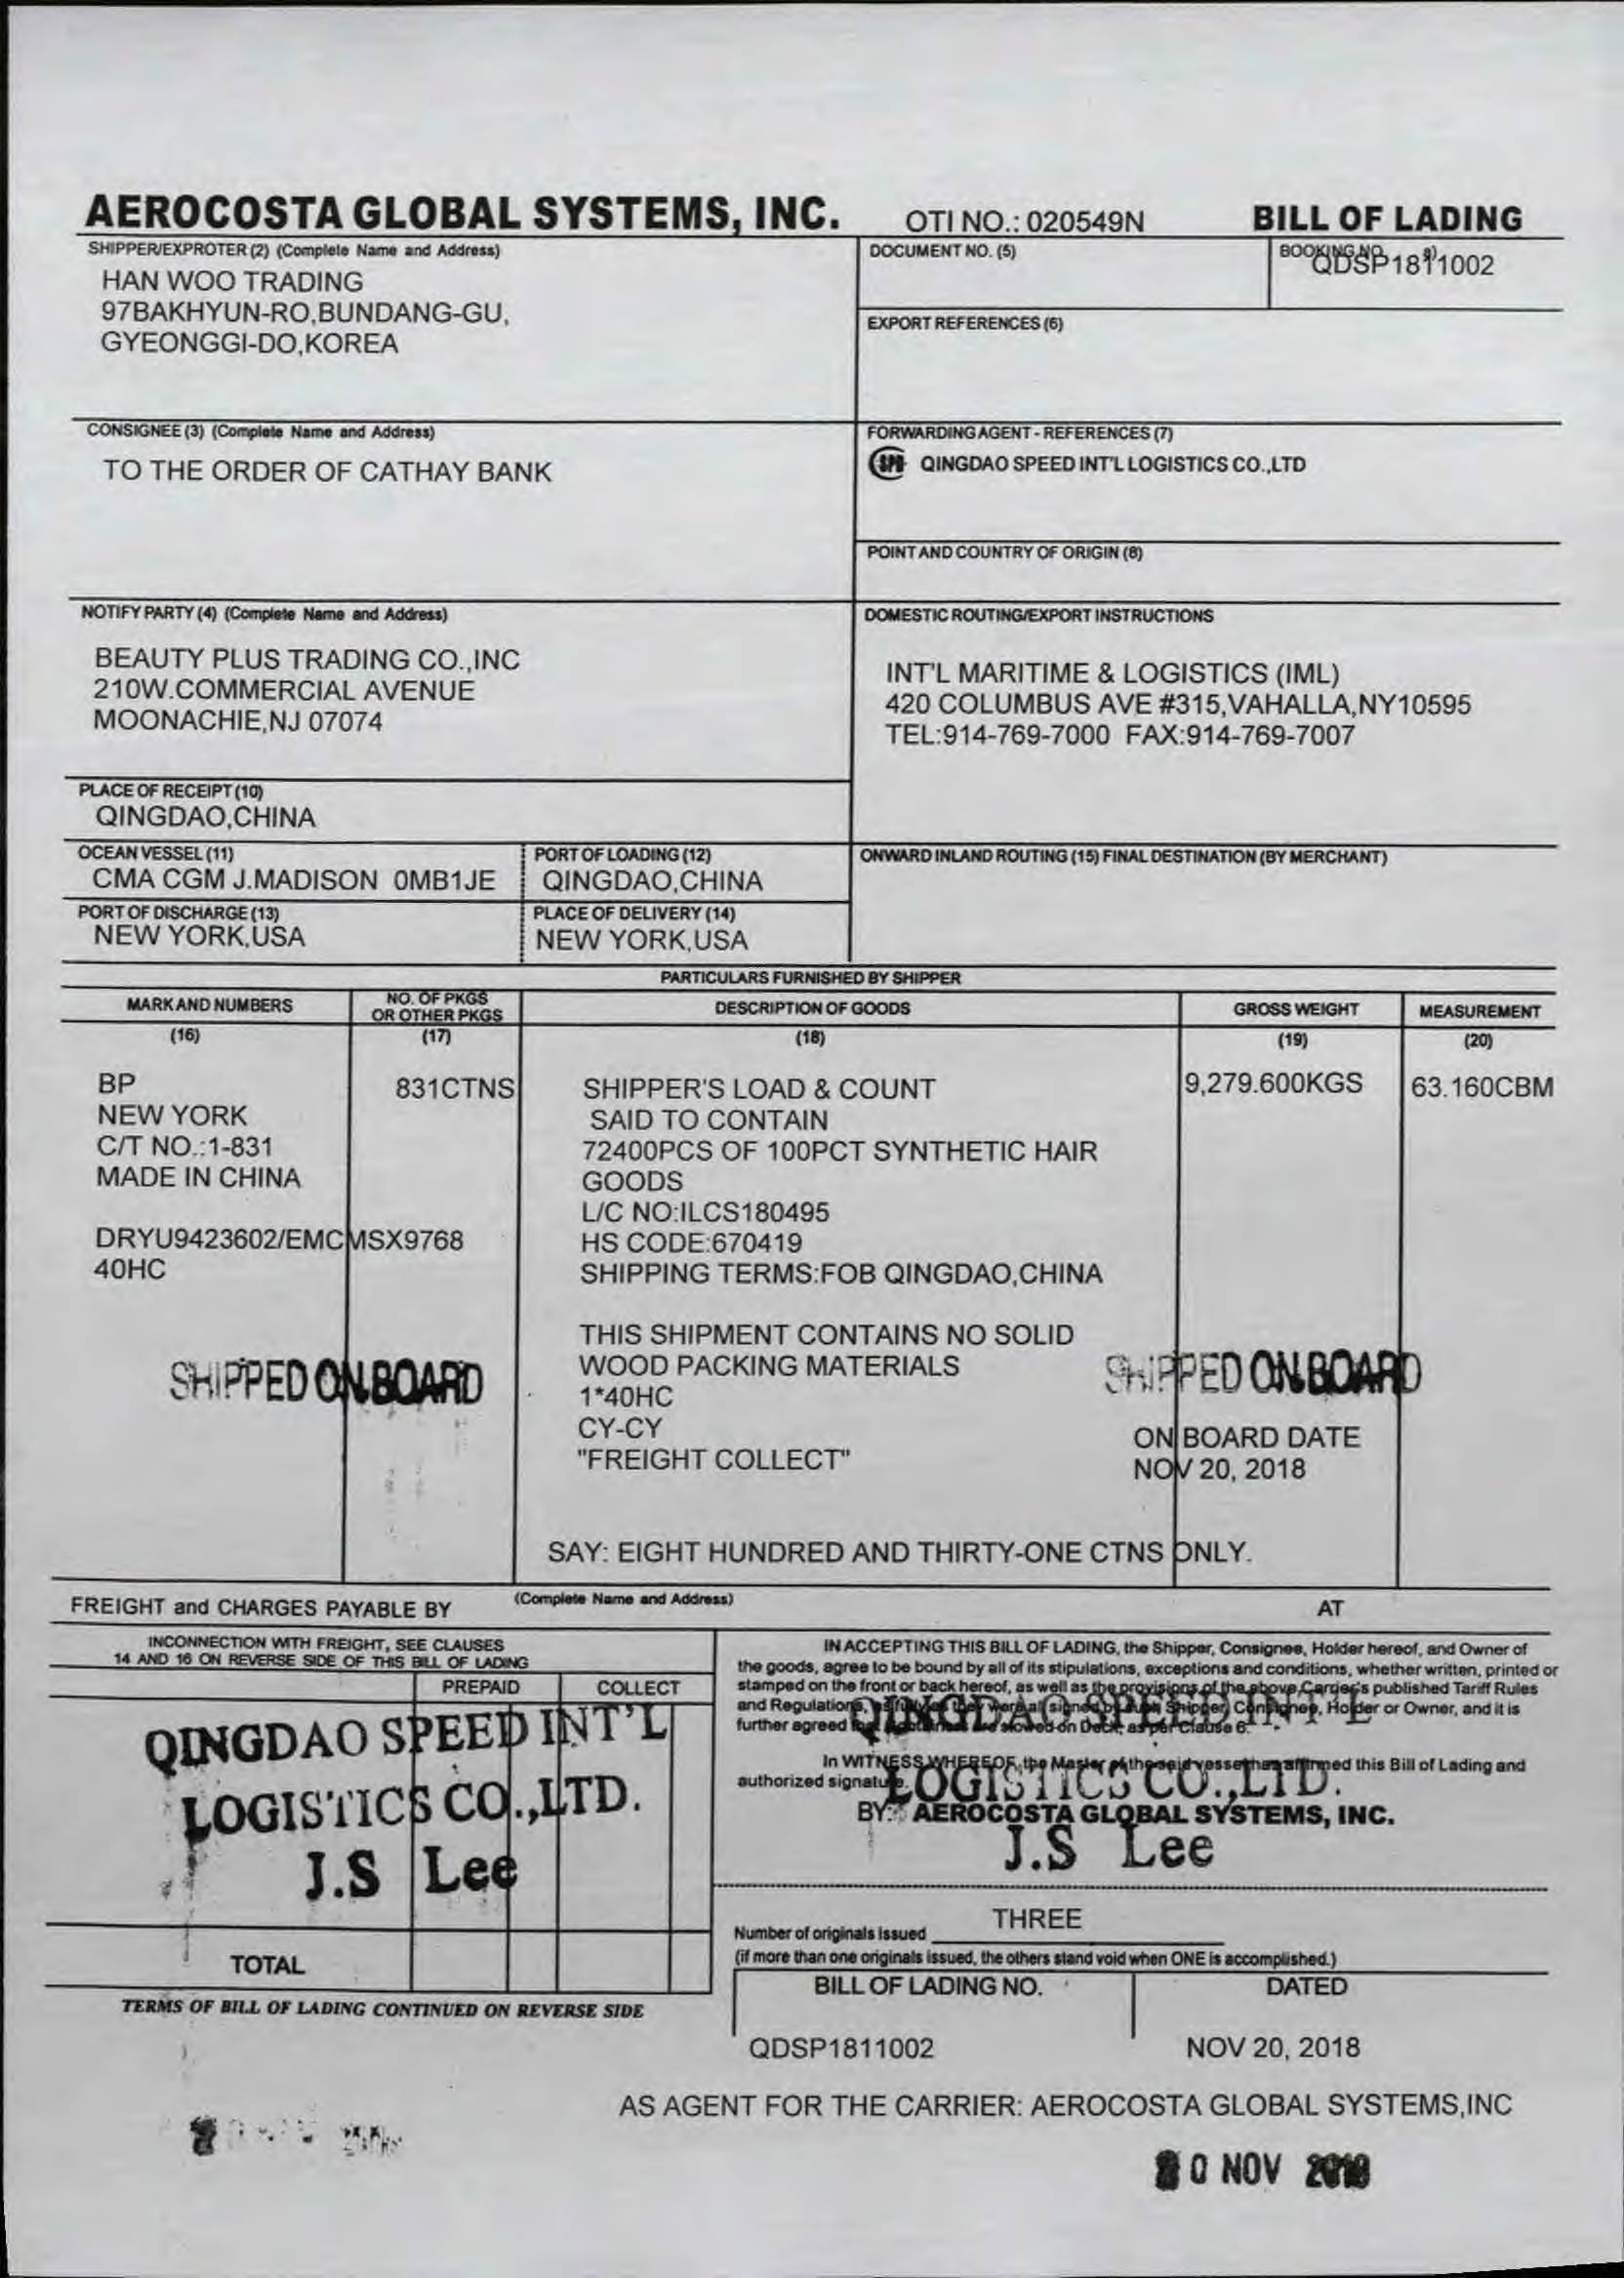 AEROCOSTA GLOBAL SYSTEMS, INC. OTI NO.: 020549N BILL OF LADING
SHIPPER/EXPROTER (2) (Complete Name and Address)
HAN WOO TRADING
97BAKHYUN-RO,BUNDANG-GU,
GYEONGGI-DO,KOREA
DOCUMENT NO. (5)
BOOKING NO.
QDSP1811002
EXPORT REFERENCES (6)
CONSIGNEE (3) (Complete Name and Address)
TO THE ORDER OF CATHAY BANK
FORWARDING AGENT - REFERENCES (7)
QINGDAO SPEED INT'L LOGISTICS CO.,LTD
POINT AND COUNTRY OF ORIGIN (8)
NOTIFY PARTY (4) (Complete Name and Address)
BEAUTY PLUS TRADING CO.,INC
210W.COMMERCIAL AVENUE
MOONACHIE,NJ 07074
DOMESTIC ROUTING/EXPORT INSTRUCTIONS
INT'L MARITIME & LOGISTICS (IML)
420 COLUMBUS AVE #315,VAHALLA,NY10595
TEL:914-769-7000 FAX:914-769-7007
PLACE OF RECEIPT (10)
QINGDAO,CHINA
OCEAN VESSEL (11)
CMA CGM J.MADISON 0MB1JE
PORT OF LOADING (12)
QINGDAO,CHINA
ONWARD INLAND ROUTING (15) FINAL DESTINATION (BY MERCHANT)
PORT OF DISCHARGE (13)
NEW YORK,USA
PLACE OF DELIVERY (14)
NEW YORK,USA
PARTICULARS FURNISHED BY SHIPPER
MARK AND NUMBERS
(16)
NO. OF PKGS
OR OTHER PKGS
(17)
DESCRIPTION OF GOODS
(18)
GROSS WEIGHT
(19)
MEASUREMENT
(20)
BP
NEW YORK
C/T NO.:1-831
MADE IN CHINA
DRYU9423602/EMCMSX9768
40HC
831CTNS
SHIPPER'S LOAD & COUNT
SAID TO CONTAIN
72400PCS OF 100PCT SYNTHETIC HAIR
GOODS
L/C NO:ILCS180495
HS CODE:670419
SHIPPING TERMS:FOB QINGDAO,CHINA
THIS SHIPMENT CONTAINS NO SOLID
WOOD PACKING MATERIALS
1*40HC
CY-CY
"FREIGHT COLLECT"
9,279.600KGS
63.160CBM
SHIPPED ON BOARD
SHIPPED ON BOARD
ON BOARD DATE
NOV 20, 2018
SAY: EIGHT HUNDRED AND THIRTY-ONE CTNS ONLY.
FREIGHT and CHARGES PAYABLE BY (Complete Name and Address) AT
INCONNECTION WITH FREIGHT, SEE CLAUSES
14 AND 16 ON REVERSE SIDE OF THIS BILL OF LADING
PREPAID COLLECT
QINGDAO SPEED INT'L
LOGISTICS CO.,LTD.
J.S Lee
TOTAL
TERMS OF BILL OF LADING CONTINUED ON REVERSE SIDE
IN ACCEPTING THIS BILL OF LADING, the Shipper, Consignee, Holder hereof, and Owner of
the goods, agree to be bound by all of its stipulations, exceptions and conditions, whether written, printed or
stamped on the front or back hereof, as well as the provisions of the above Carrier's published Tariff Rules
and Regulations, as fully as they were all signed by such Shipper, Consignee, Holder or Owner, and it is
further agreed that stowed on Deck, as per Clause 6.
In WITNESS WHEREOF, the Master of the said vessel has affirmed this Bill of Lading and
authorized signature.
QINGDAO SPEED INT'L
LOGISTICS CO.,LTD.
BY: AEROCOSTA GLOBAL SYSTEMS, INC.
J.S Lee
Number of originals issued THREE
(if more than one originals issued, the others stand void when ONE is accomplished.)
BILL OF LADING NO.
QDSP1811002
DATED
NOV 20, 2018
AS AGENT FOR THE CARRIER: AEROCOSTA GLOBAL SYSTEMS,INC
20 NOV 2018